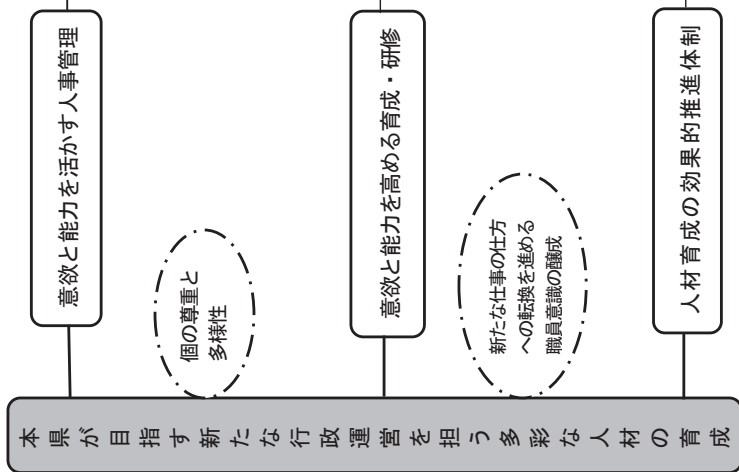 本県が目指す新たな行政運営を担う多彩な人材の育成
意欲と能力を活かす人事管理
個の尊重と
多様性
意欲と能力を高める育成・研修
新たな仕事の仕方
への転換を進める
職員意識の醸成
人材育成の効果的推進体制